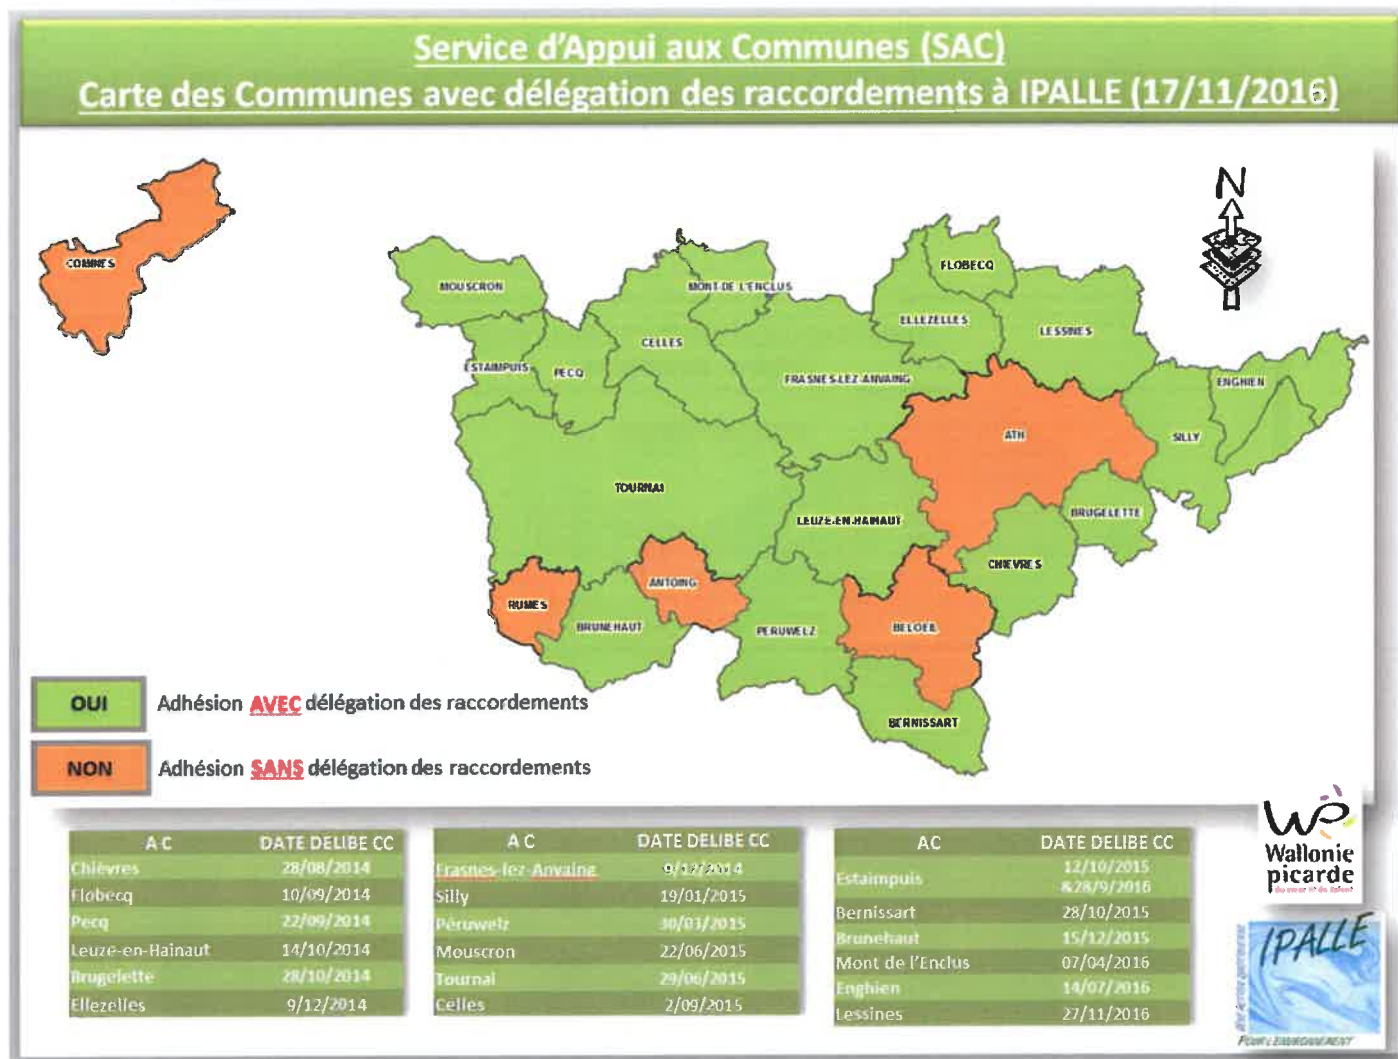 Service d'Appui aux Communes (SAC)
Carte des Communes avec délégation des raccordements à IPALLE (17/11/2016)
N
COMINES
MOUSCRON
MONT-DE L'ENCLUS
FLOBECQ
ELLEZELLES
LESSINES
CELLES
ESTAIMPUIS
PECQ
FRASNES-LEZ-ANVAING
ENGHIEN
ATH
SILLY
TOURNAI
LEUZE-EN-HAINAUT
BRUGELETTE
CHIEVRES
ANTOING
RUMES
BRUNEHAUT
PERUWELZ
BELOEIL
BERNISSART
OUI Adhésion AVEC délégation des raccordements
NON Adhésion SANS délégation des raccordements
A C DATE DELIBE CC
Chièvres 28/08/2014
Flobecq 10/09/2014
Pecq 22/09/2014
Leuze-en-Hainaut 14/10/2014
Brugelette 28/10/2014
Ellezelles 9/12/2014
A C DATE DELIBE CC
Frasnes-lez-Anvaing 9/12/2014
Silly 19/01/2015
Péruwelz 30/03/2015
Mouscron 22/06/2015
Tournai 29/06/2015
Celles 2/09/2015
AC DATE DELIBE CC
Estaimpuis 12/10/2015
&28/9/2016
Bernissart 28/10/2015
Brunehaut 15/12/2015
Mont de l'Enclus 07/04/2016
Enghien 14/07/2016
Lessines 27/11/2016
Wallonie
picarde
IPALLE
POUR L'ENVIRONNEMENT